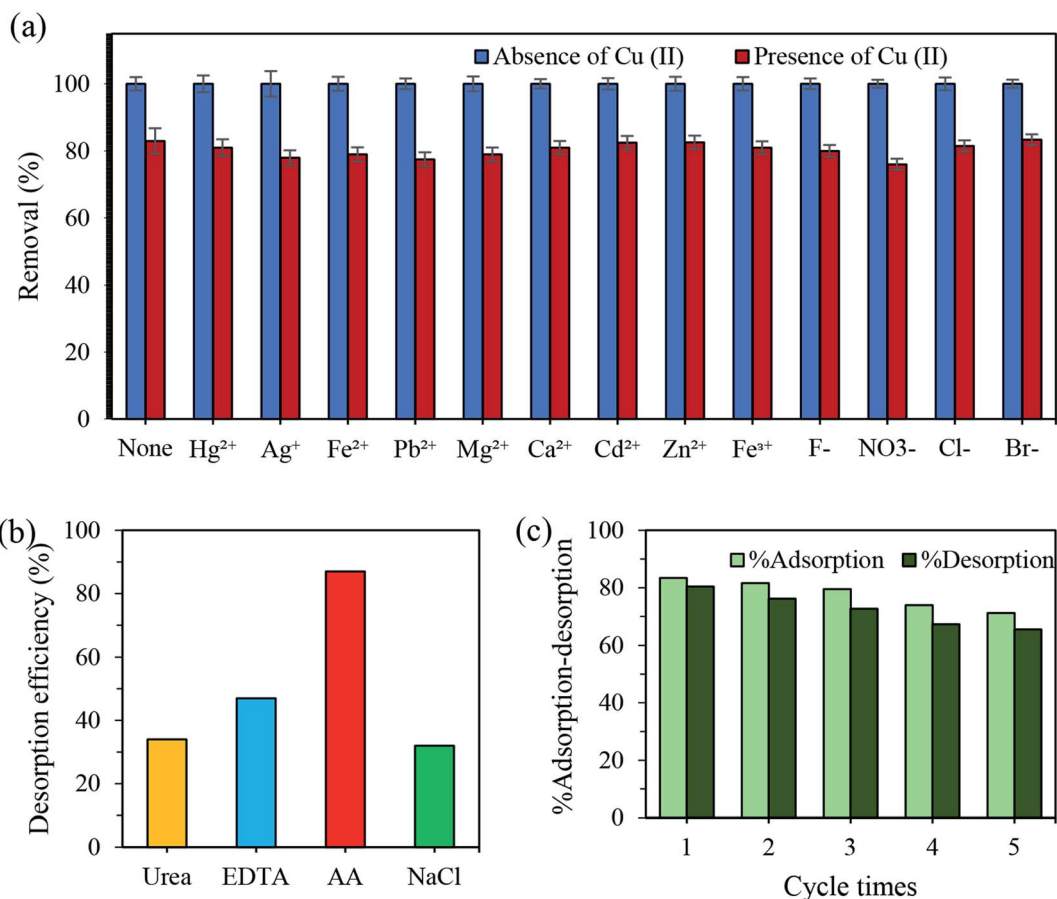 (a)
Absence of Cu (II) Presence of Cu (II)
Removal (%)
100
80
60
40
20
0
None Hg²⁺ Ag⁺ Fe²⁺ Pb²⁺ Mg²⁺ Ca²⁺ Cd²⁺ Zn²⁺ Fe³⁺ F- NO3- Cl- Br-
(b)
Desorption efficiency (%)
100
80
60
40
20
0
Urea EDTA AA NaCl
(c)
%Adsorption %Desorption
%Adsorption-desorption
100
80
60
40
20
0
1 2 3 4 5
Cycle times